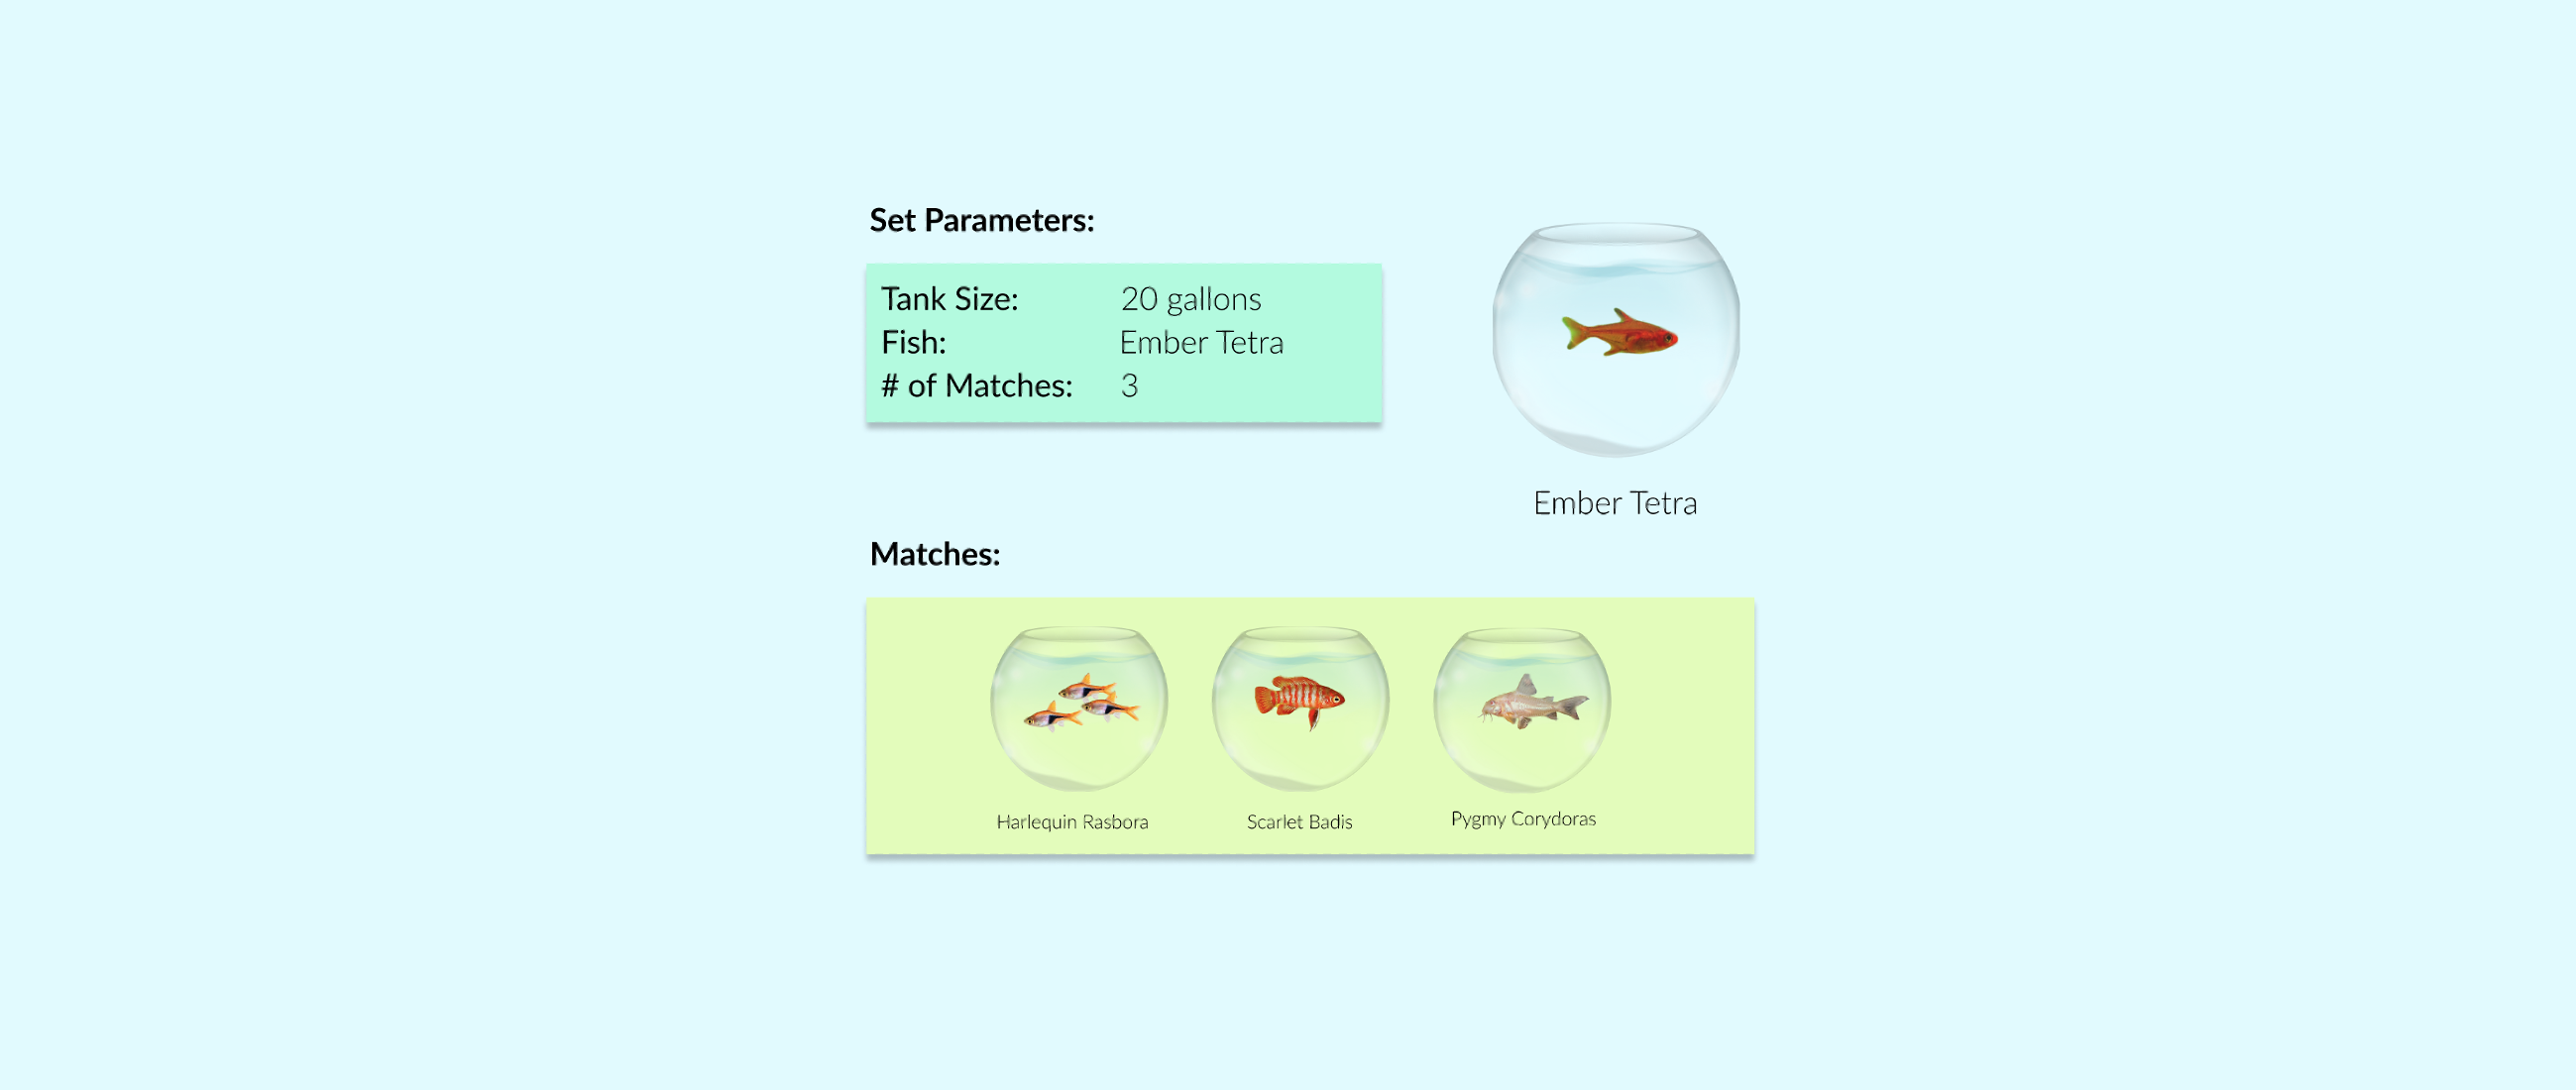 Set Parameters:
Tank Size: 20 gallons
Fish: Ember Tetra
# of Matches: 3
Ember Tetra
Matches:
Harlequin Rasbora
Scarlet Badis
Pygmy Corydoras